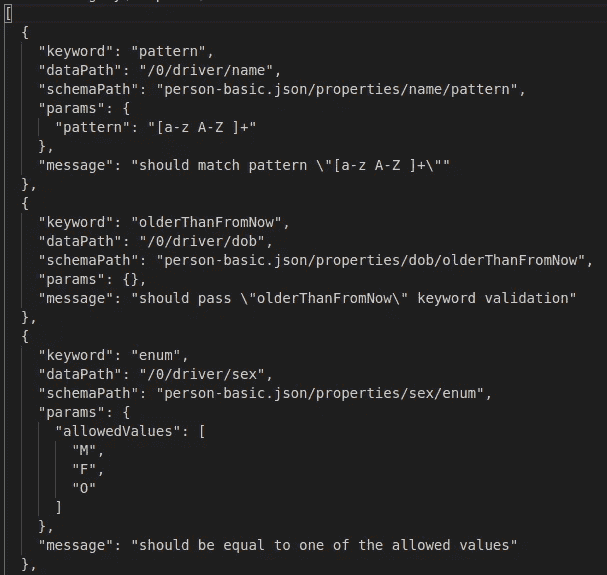 [
{
"keyword": "pattern",
"dataPath": "/0/driver/name",
"schemaPath": "person-basic.json/properties/name/pattern",
"params": {
"pattern": "[a-z A-Z ]+"
},
"message": "should match pattern \"[a-z A-Z ]+\""
},
{
"keyword": "olderThanFromNow",
"dataPath": "/0/driver/dob",
"schemaPath": "person-basic.json/properties/dob/olderThanFromNow",
"params": {},
"message": "should pass \"olderThanFromNow\" keyword validation"
},
{
"keyword": "enum",
"dataPath": "/0/driver/sex",
"schemaPath": "person-basic.json/properties/sex/enum",
"params": {
"allowedValues": [
"M",
"F",
"O"
]
},
"message": "should be equal to one of the allowed values"
},